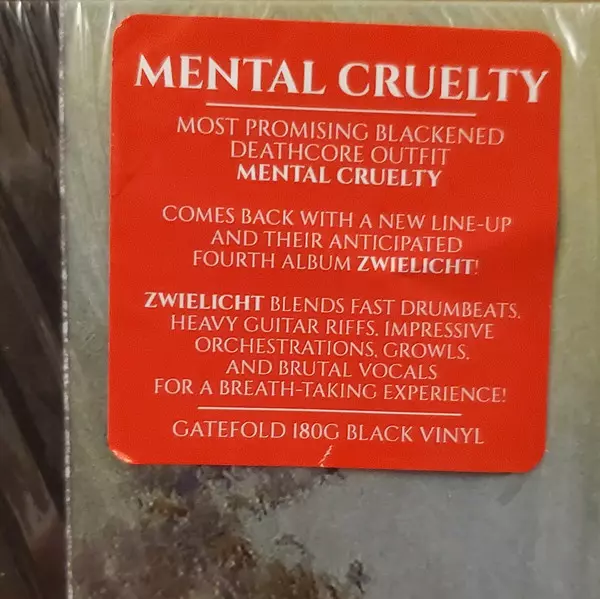 MENTAL CRUELTY
MOST PROMISING BLACKENED
DEATHCORE OUTFIT
MENTAL CRUELTY
COMES BACK WITH A NEW LINE-UP
AND THEIR ANTICIPATED
FOURTH ALBUM ZWIELICHT!
ZWIELICHT BLENDS FAST DRUMBEATS,
HEAVY GUITAR RIFFS, IMPRESSIVE
ORCHESTRATIONS, GROWLS,
AND BRUTAL VOCALS
FOR A BREATH-TAKING EXPERIENCE!
GATEFOLD 180G BLACK VINYL